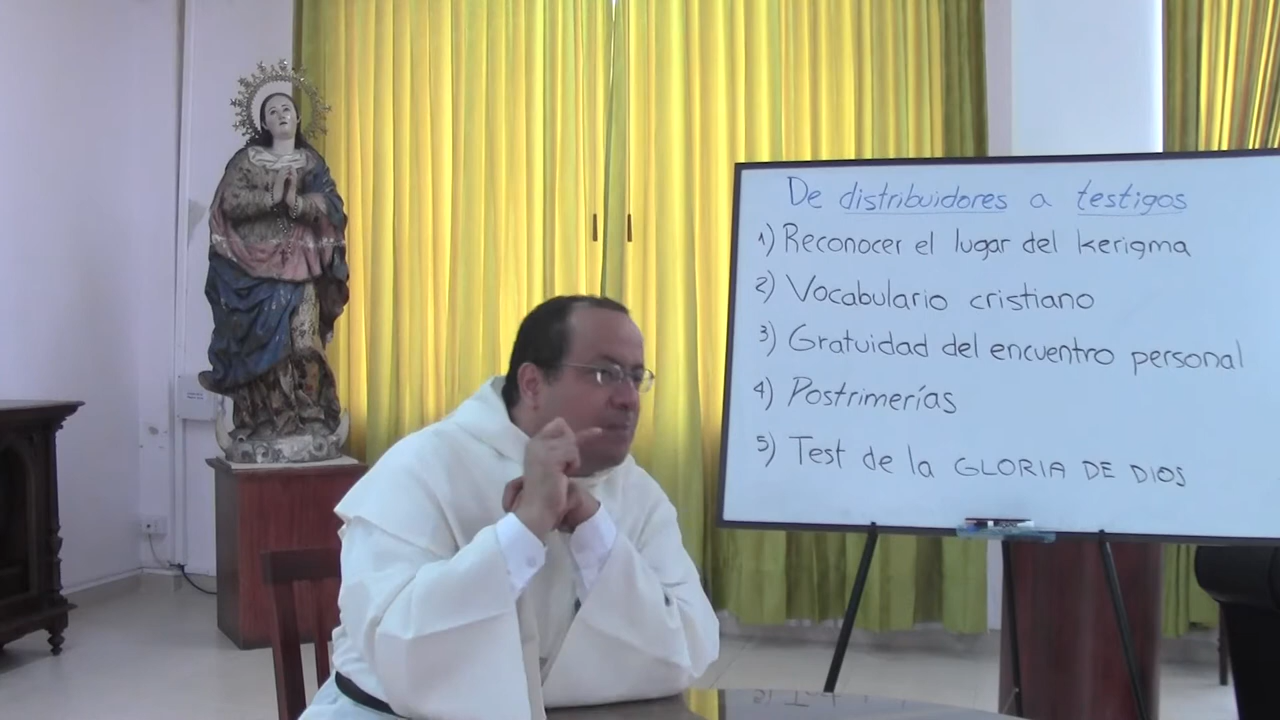 De distribuidores a testigos
1) Reconocer el lugar del kerigma
2) Vocabulario cristiano
3) Gratuidad del encuentro personal
4) Postrimerías
5) Test de la GLORIA DE DIOS